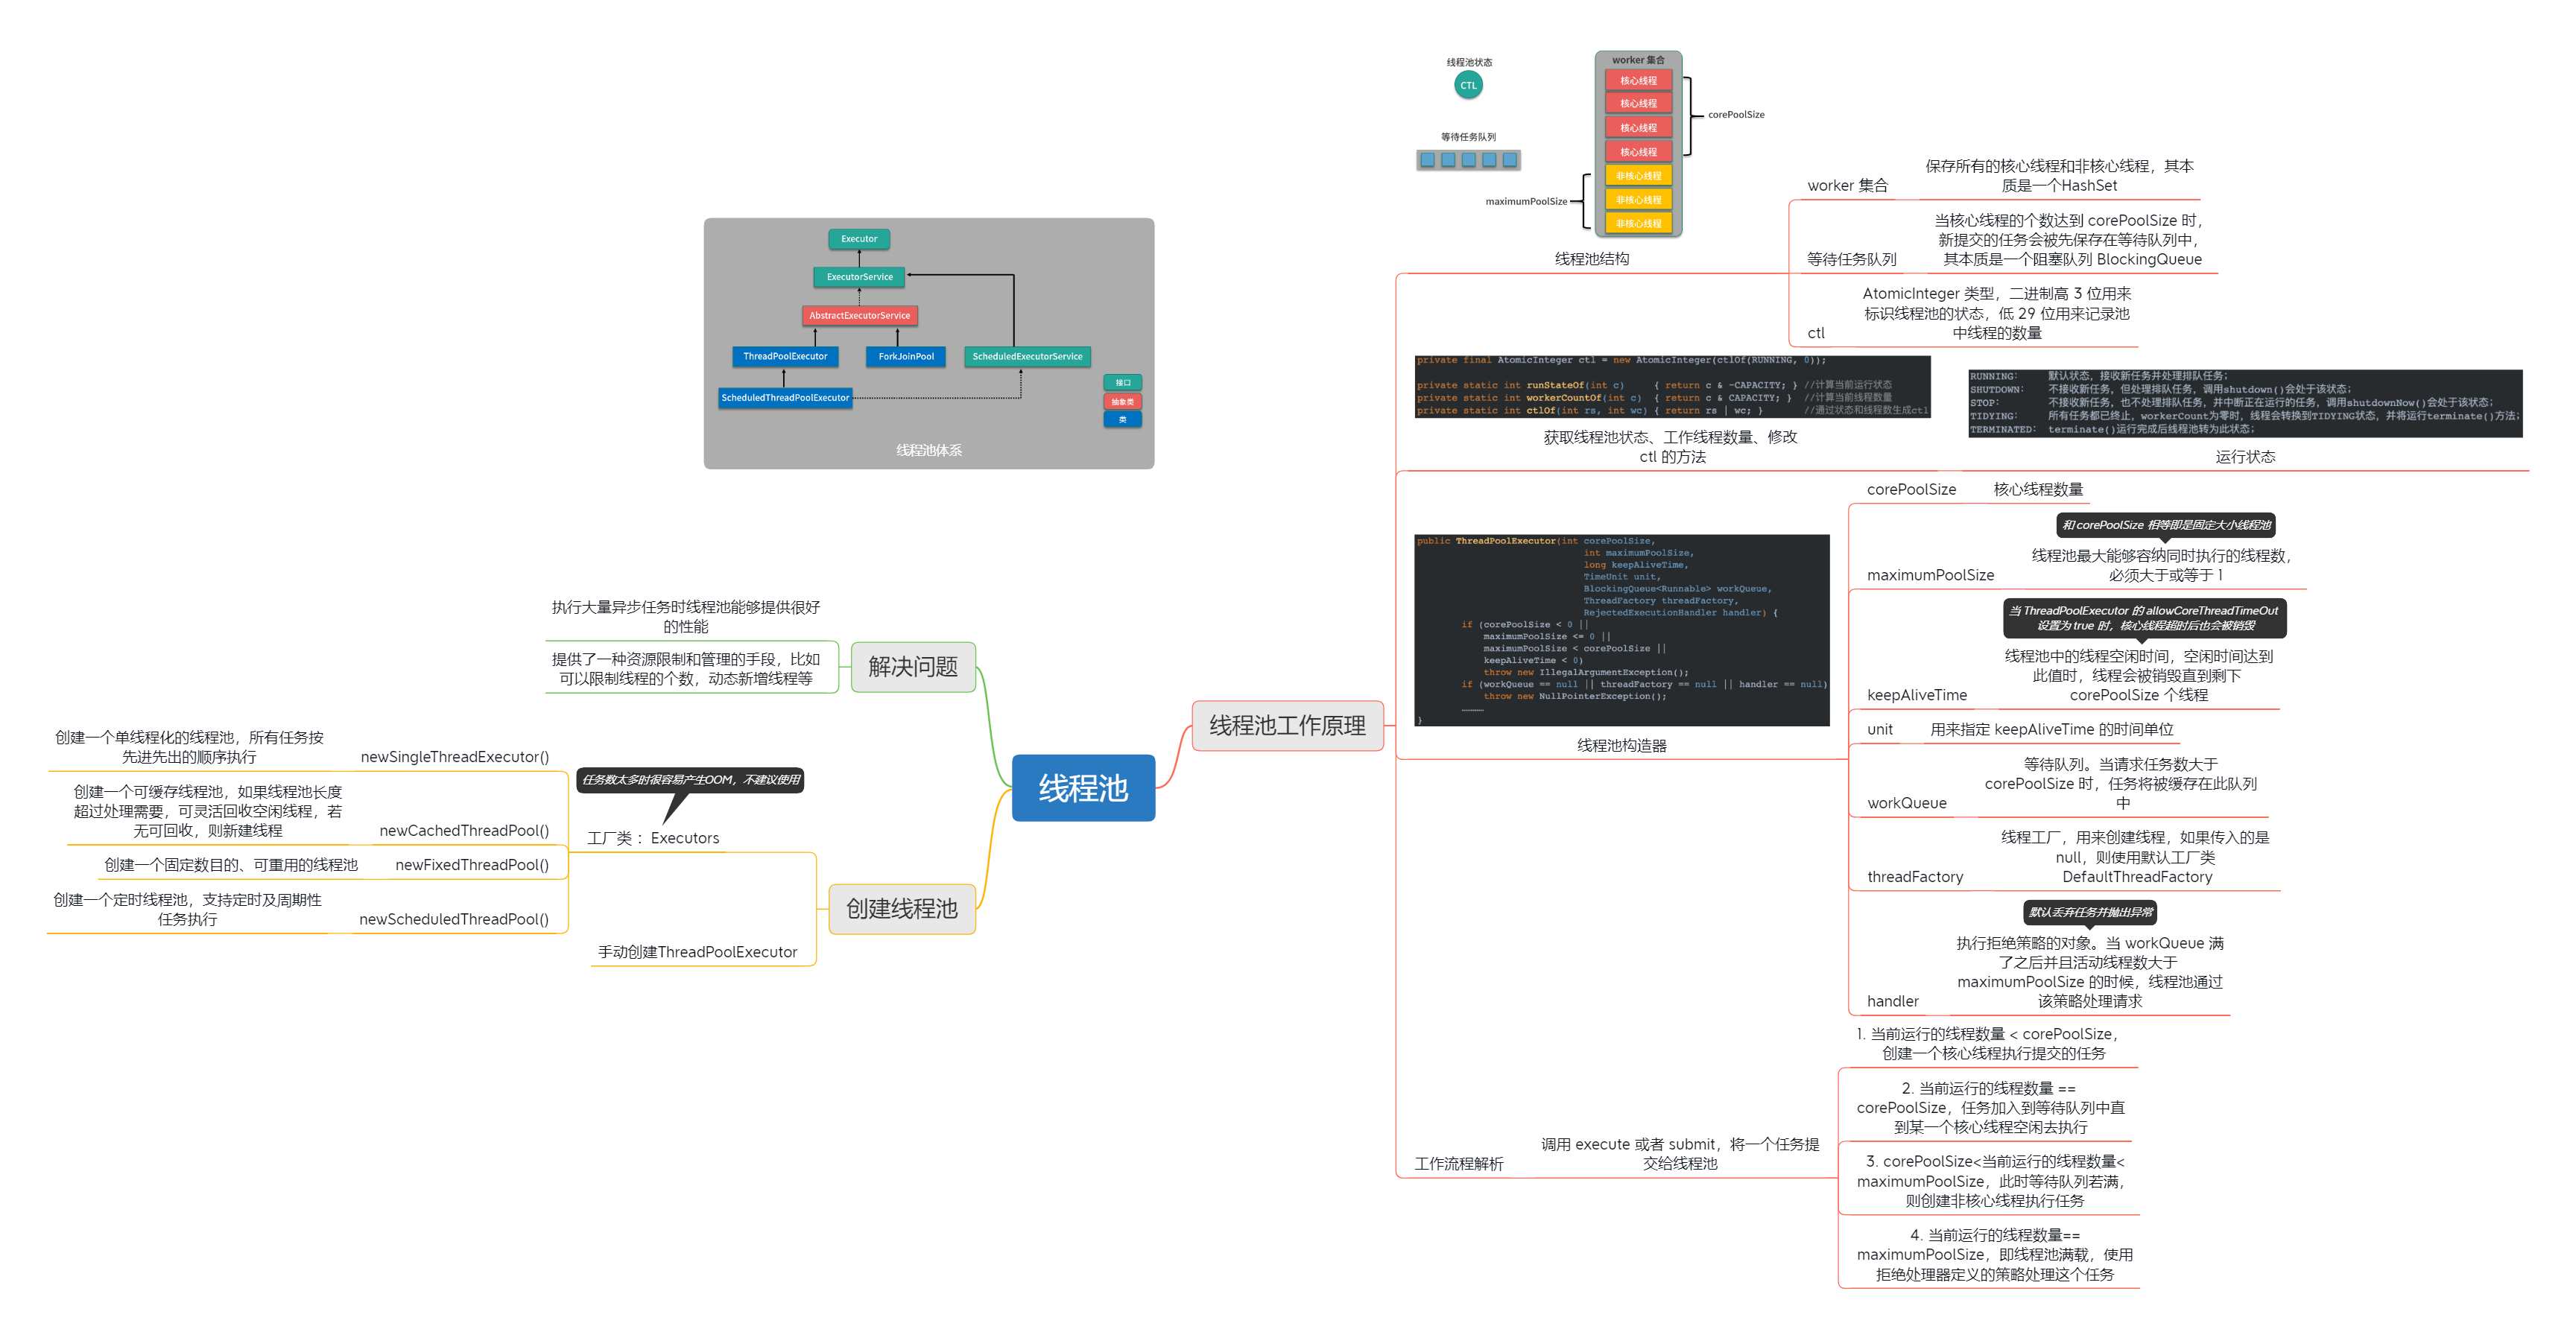 线程池
解决问题
执行大量异步任务时线程池能够提供很好
的性能
提供了一种资源限制和管理的手段，比如
可以限制线程的个数，动态新增线程等
创建线程池
任务数太多时很容易产生OOM，不建议使用
工厂类： Executors
newSingleThreadExecutor()
创建一个单线程化的线程池，所有任务按
先进先出的顺序执行
newCachedThreadPool()
创建一个可缓存线程池，如果线程池长度
超过处理需要，可灵活回收空闲线程，若
无可回收，则新建线程
newFixedThreadPool()
创建一个固定数目的、可重用的线程池
newScheduledThreadPool()
创建一个定时线程池，支持定时及周期性
任务执行
手动创建ThreadPoolExecutor
Executor
ExecutorService
AbstractExecutorService
ThreadPoolExecutor
ForkJoinPool
ScheduledExecutorService
ScheduledThreadPoolExecutor
接口
抽象类
类
线程池体系
线程池工作原理
线程池状态
CTL
等待任务队列
worker 集合
核心线程
核心线程
核心线程
核心线程
非核心线程
非核心线程
非核心线程
corePoolSize
maximumPoolSize
线程池结构
worker 集合
保存所有的核心线程和非核心线程，其本
质是一个HashSet
等待任务队列
当核心线程的个数达到 corePoolSize 时，
新提交的任务会被先保存在等待队列中，
其本质是一个阻塞队列 BlockingQueue
ctl
AtomicInteger 类型，二进制高 3 位用来
标识线程池的状态，低 29 位用来记录池
中线程的数量
private final AtomicInteger ctl = new AtomicInteger(ctlOf(RUNNING, 0));
private static int runStateOf(int c) { return c & ~CAPACITY; } //计算当前运行状态
private static int workerCountOf(int c) { return c & CAPACITY; } //计算当前线程数量
private static int ctlOf(int rs, int wc) { return rs | wc; } //通过状态和线程数生成ctl
获取线程池状态、工作线程数量、修改
ctl 的方法
RUNNING： 默认状态，接收新任务并处理排队任务；
SHUTDOWN： 不接收新任务，但处理排队任务，调用shutdown()会处于该状态；
STOP： 不接收新任务，也不处理排队任务，并中断正在运行的任务，调用shutdownNow()会处于该状态；
TIDYING： 所有任务都已终止，workerCount为零时，线程会转换到TIDYING状态，并将运行terminate()方法；
TERMINATED： terminate()运行完成后线程池转为此状态；
运行状态
public ThreadPoolExecutor(int corePoolSize,
int maximumPoolSize,
long keepAliveTime,
TimeUnit unit,
BlockingQueue<Runnable> workQueue,
ThreadFactory threadFactory,
RejectedExecutionHandler handler) {
if (corePoolSize < 0 ||
maximumPoolSize <= 0 ||
maximumPoolSize < corePoolSize ||
keepAliveTime < 0)
throw new IllegalArgumentException();
if (workQueue == null || threadFactory == null || handler == null)
throw new NullPointerException();
…………
}
线程池构造器
corePoolSize
核心线程数量
和 corePoolSize 相等即是固定大小线程池
maximumPoolSize
线程池最大能够容纳同时执行的线程数，
必须大于或等于 1
当 ThreadPoolExecutor 的 allowCoreThreadTimeOut
设置为 true 时，核心线程超时后也会被销毁
keepAliveTime
线程池中的线程空闲时间，空闲时间达到
此值时，线程会被销毁直到剩下
corePoolSize 个线程
unit
用来指定 keepAliveTime 的时间单位
workQueue
等待队列。当请求任务数大于
corePoolSize 时，任务将被缓存在此队列
中
threadFactory
线程工厂，用来创建线程，如果传入的是
null，则使用默认工厂类
DefaultThreadFactory
默认丢弃任务并抛出异常
handler
执行拒绝策略的对象。当 workQueue 满
了之后并且活动线程数大于
maximumPoolSize 的时候，线程池通过
该策略处理请求
工作流程解析
调用 execute 或者 submit，将一个任务提
交给线程池
1. 当前运行的线程数量 < corePoolSize，
创建一个核心线程执行提交的任务
2. 当前运行的线程数量 ==
corePoolSize，任务加入到等待队列中直
到某一个核心线程空闲去执行
3. corePoolSize<当前运行的线程数量<
maximumPoolSize，此时等待队列若满，
则创建非核心线程执行任务
4. 当前运行的线程数量==
maximumPoolSize，即线程池满载，使用
拒绝处理器定义的策略处理这个任务